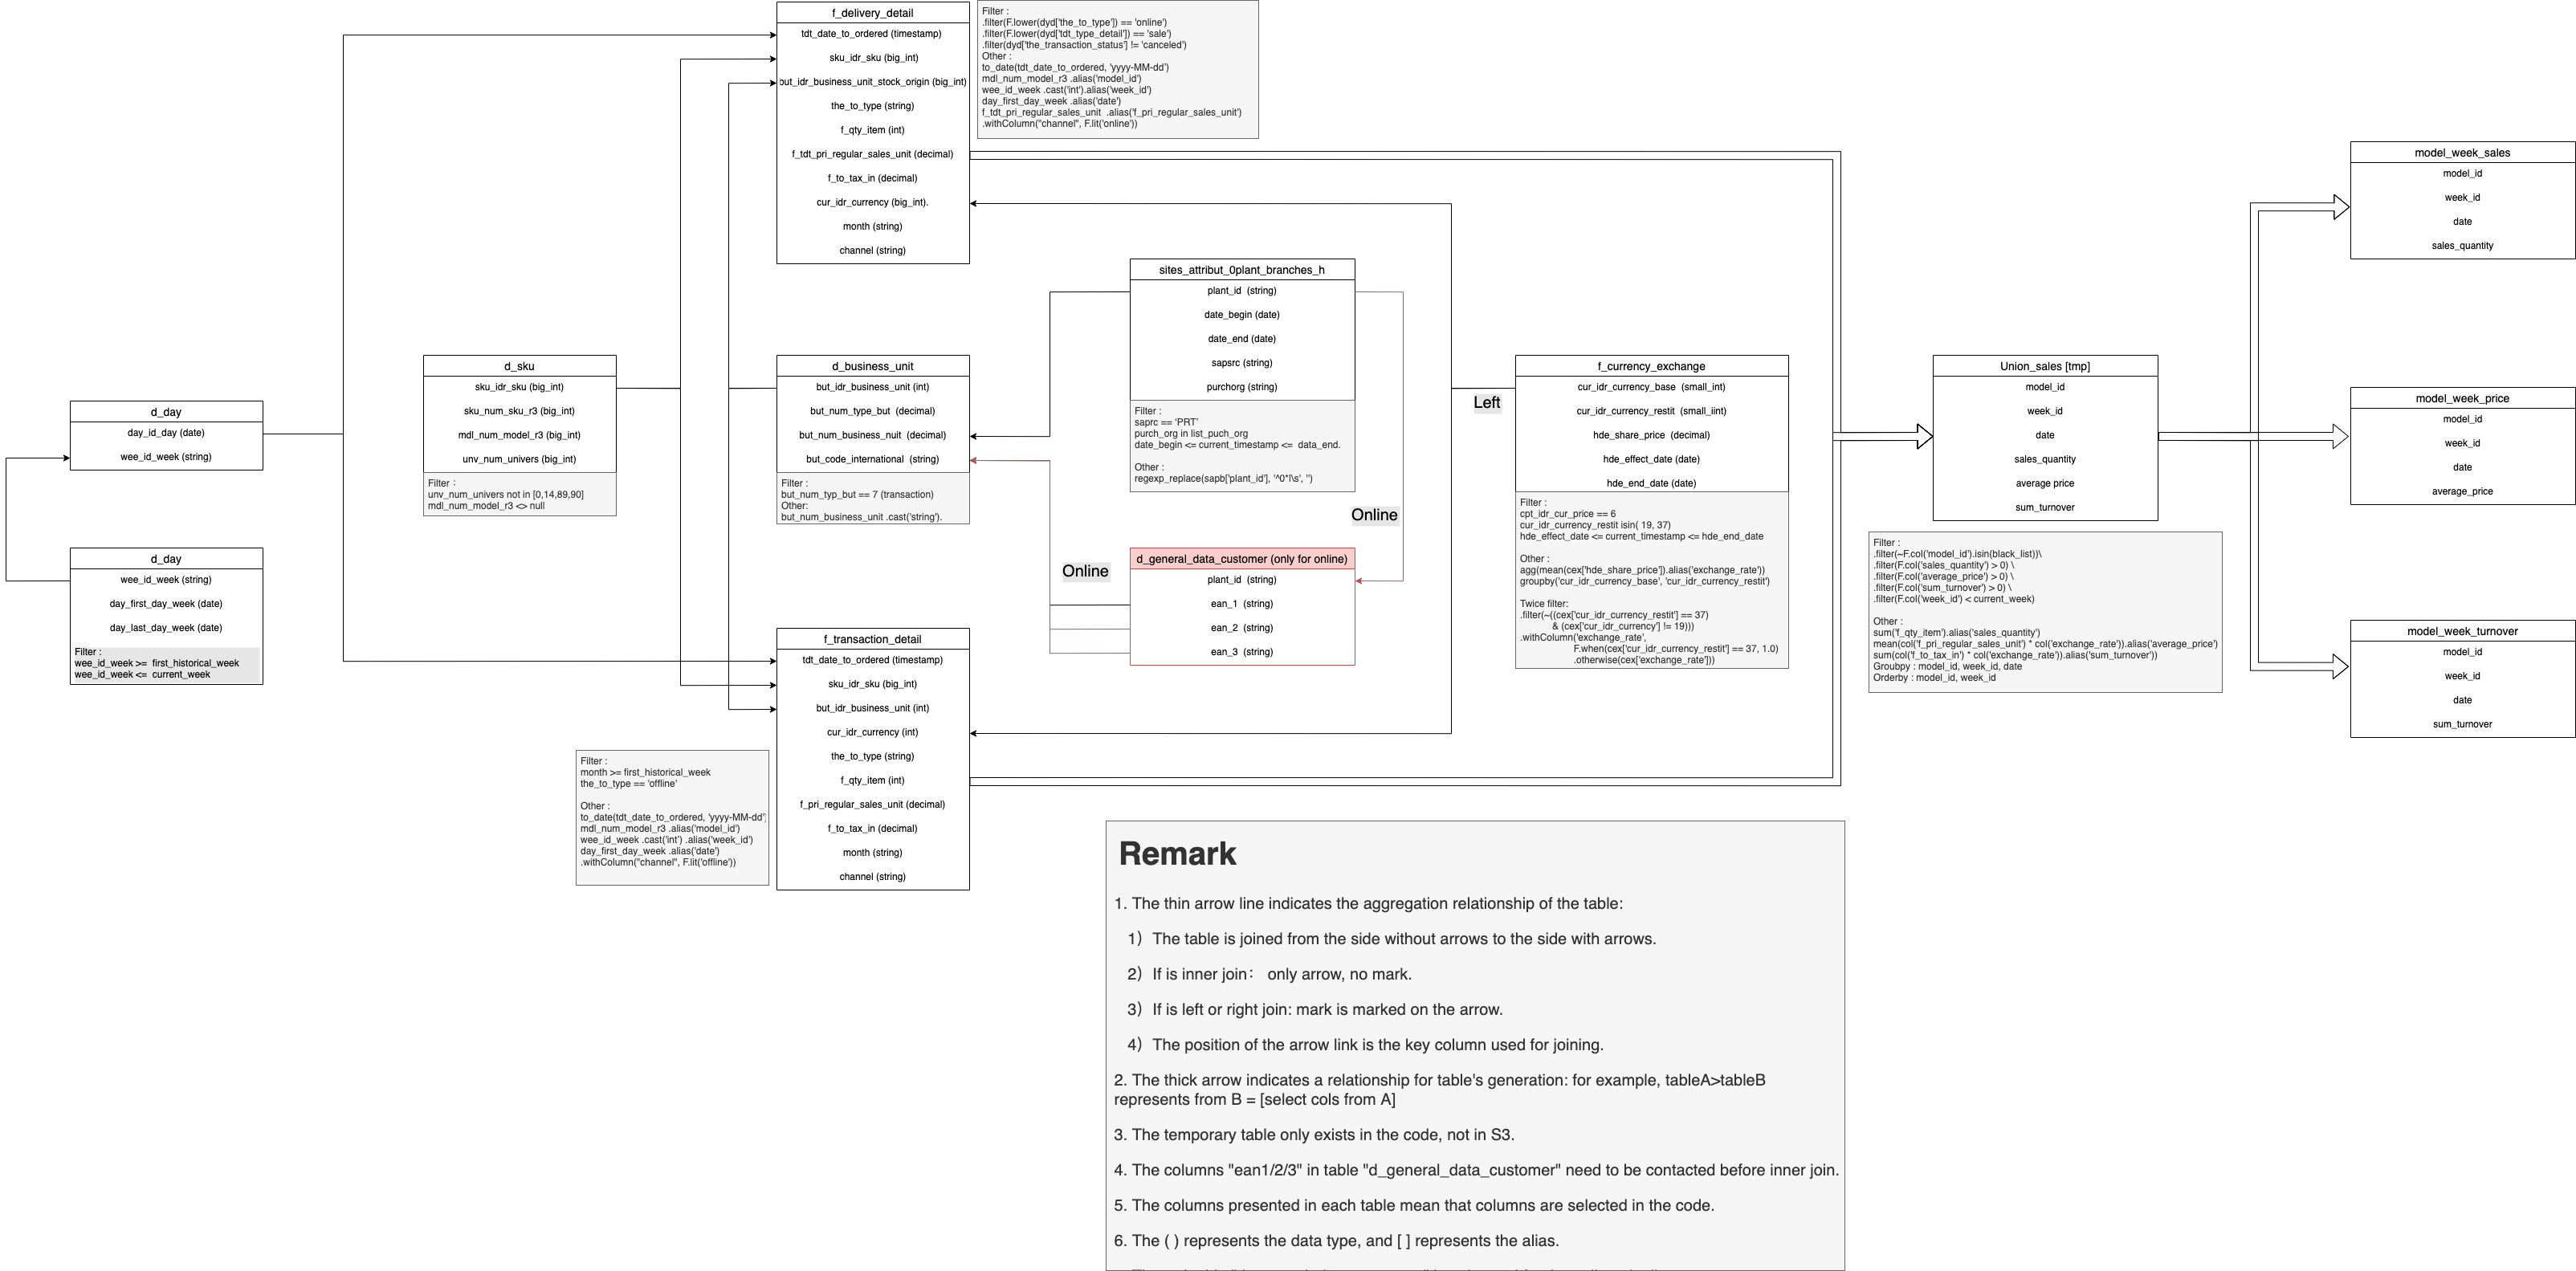 f_delivery_detail
tdt_date_to_ordered (timestamp)
sku_idr_sku (big_int)
but_idr_business_unit_stock_origin (big_int)
the_to_type (string)
f_qty_item (int)
f_tdt_pri_regular_sales_unit (decimal)
f_to_tax_in (decimal)
cur_idr_currency (big_int).
month (string)
channel (string)
Filter :
.filter(F.lower(dyd['the_to_type']) == 'online')
.filter(F.lower(dyd['tdt_type_detail']) == 'sale')
.filter(dyd['the_transaction_status'] != 'canceled')
Other :
to_date(tdt_date_to_ordered, 'yyyy-MM-dd')
mdl_num_model_r3 .alias('model_id')
wee_id_week .cast('int').alias('week_id')
day_first_day_week .alias('date')
f_tdt_pri_regular_sales_unit .alias('f_pri_regular_sales_unit')
.withColumn("channel", F.lit('online'))
d_day
day_id_day (date)
wee_id_week (string)
d_day
wee_id_week (string)
day_first_day_week (date)
day_last_day_week (date)
Filter :
wee_id_week >= first_historical_week
wee_id_week <= current_week
d_sku
sku_idr_sku (big_int)
sku_num_sku_r3 (big_int)
mdl_num_model_r3 (big_int)
unv_num_univers (big_int)
Filter :
unv_num_univers not in [0,14,89,90]
mdl_num_model_r3 <> null
d_business_unit
but_idr_business_unit (int)
but_num_type_but (decimal)
but_num_business_nuit (decimal)
but_code_international (string)
Filter :
but_num_typ_but == 7 (transaction)
Other:
but_num_business_unit .cast('string').
sites_attribut_0plant_branches_h
plant_id (string)
date_begin (date)
date_end (date)
sapsrc (string)
purchorg (string)
Filter :
saprc == 'PRT'
purch_org in list_puch_org
date_begin <= current_timestamp <= data_end.
Other :
regexp_replace(sapb['plant_id'], '^0*|\s', '')
Online
Online
d_general_data_customer (only for online)
plant_id (string)
ean_1 (string)
ean_2 (string)
ean_3 (string)
Left
f_currency_exchange
cur_idr_currency_base (small_int)
cur_idr_currency_restit (small_iint)
hde_share_price (decimal)
hde_effect_date (date)
hde_end_date (date)
Filter :
cpt_idr_cur_price == 6
cur_idr_currency_restit isin( 19, 37)
hde_effect_date <= current_timestamp <= hde_end_date
Other :
agg(mean(cex['hde_share_price']).alias('exchange_rate'))
groupby('cur_idr_currency_base', 'cur_idr_currency_restit')
Twice filter:
.filter(~((cex['cur_idr_currency_restit'] == 37)
& (cex['cur_idr_currency'] != 19)))
.withColumn('exchange_rate',
F.when(cex['cur_idr_currency_restit'] == 37, 1.0)
.otherwise(cex['exchange_rate']))
f_transaction_detail
tdt_date_to_ordered (timestamp)
sku_idr_sku (big_int)
but_idr_business_unit (int)
cur_idr_currency (int)
the_to_type (string)
f_qty_item (int)
f_pri_regular_sales_unit (decimal)
f_to_tax_in (decimal)
month (string)
channel (string)
Filter :
month >= first_historical_week
the_to_type == 'offline'
Other :
to_date(tdt_date_to_ordered, 'yyyy-MM-dd')
mdl_num_model_r3 .alias('model_id')
wee_id_week .cast('int') .alias('week_id')
day_first_day_week .alias('date')
.withColumn("channel", F.lit('offline'))
Union_sales [tmp]
model_id
week_id
date
sales_quantity
average price
sum_turnover
Filter :
.filter(~F.col('model_id').isin(black_list))\
.filter(F.col('sales_quantity') > 0) \
.filter(F.col('average_price') > 0) \
.filter(F.col('sum_turnover') > 0) \
.filter(F.col('week_id') < current_week)
Other :
sum('f_qty_item').alias('sales_quantity')
mean(col('f_pri_regular_sales_unit') * col('exchange_rate')).alias('average_price')
sum(col('f_to_tax_in') * col('exchange_rate')).alias('sum_turnover'))
Groubpy : model_id, week_id, date
Orderby : model_id, week_id
model_week_sales
model_id
week_id
date
sales_quantity
model_week_price
model_id
week_id
date
average_price
model_week_turnover
model_id
week_id
date
sum_turnover
Remark
1. The thin arrow line indicates the aggregation relationship of the table:
1） The table is joined from the side without arrows to the side with arrows.
2） If is inner join： only arrow, no mark.
3） If is left or right join: mark is marked on the arrow.
4） The position of the arrow link is the key column used for joining.
2. The thick arrow indicates a relationship for table's generation: for example, tableA>tableB
represents from B = [select cols from A]
3. The temporary table only exists in the code, not in S3.
4. The columns "ean1/2/3" in table "d_general_data_customer" need to be contacted before inner join.
5. The columns presented in each table mean that columns are selected in the code.
6. The ( ) represents the data type, and [ ] represents the alias.